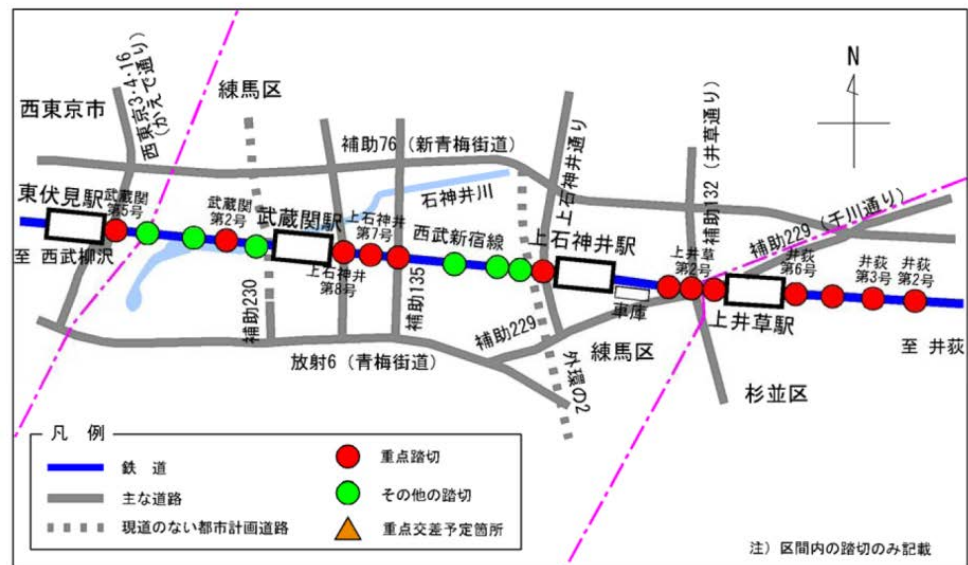 西東京市
西東京3・4・16
(かえで通り)
練馬区
補助76(新青梅街道)
石神井川
上石神井通り
補助132(井草通り)
補助229
(千川通り)
N
東伏見駅
武蔵関
第5号
武蔵関
第2号
武蔵関駅
上石神井
第7号
上石神井
第8号
西武新宿線
上石神井駅
車庫
上井草
第2号
上井草駅
井荻
第6号
井荻
第3号
井荻
第2号
至 西武柳沢
至 井荻
補助230
補助135
放射6(青梅街道)
補助229
外環の2
練馬区
杉並区
凡 例
鉄 道
主な道路
現道のない都市計画道路
重点踏切
その他の踏切
重点交差予定箇所
注)区間内の踏切のみ記載